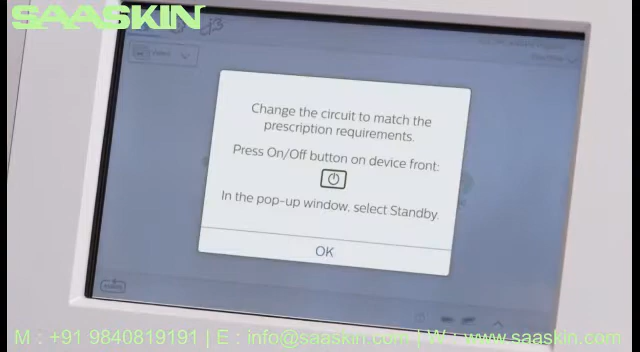 SAASKIN
Change the circuit to match the
prescription requirements.
Press On/Off button on device front:
In the pop-up window, select Standby.
OK
M : +91 9840819191 | E : info@saaskin.com | W : www.saaskin.com